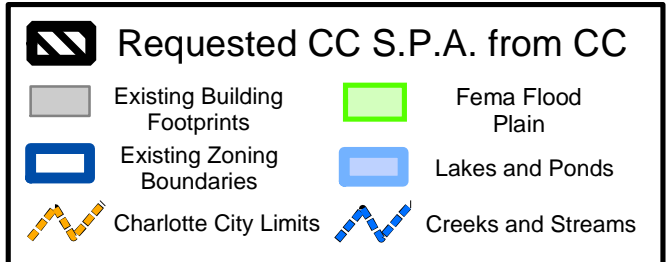 Requested CC S.P.A. from CC
Existing Building
Footprints
Fema Flood
Plain
Existing Zoning
Boundaries
Lakes and Ponds
Charlotte City Limits
Creeks and Streams